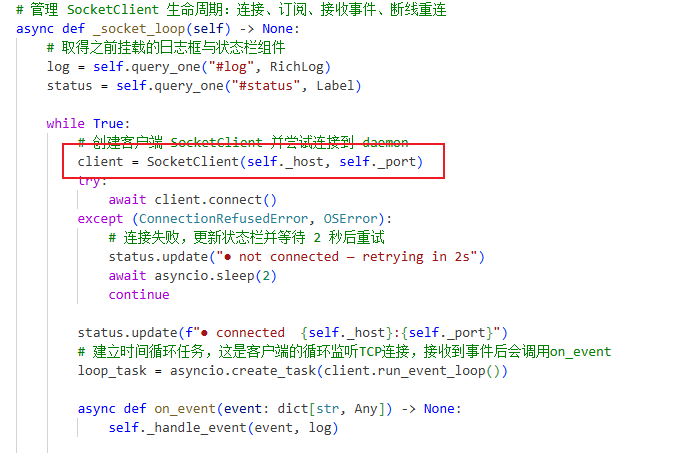 # 管理 SocketClient 生命周期：连接、订阅、接收事件、断线重连
async def _socket_loop(self) -> None:
# 取得之前挂载的日志框与状态栏组件
log = self.query_one("#log", RichLog)
status = self.query_one("#status", Label)
while True:
# 创建客户端 SocketClient 并尝试连接到 daemon
client = SocketClient(self._host, self._port)
try:
await client.connect()
except (ConnectionRefusedError, OSError):
# 连接失败，更新状态栏并等待 2 秒后重试
status.update("● not connected — retrying in 2s")
await asyncio.sleep(2)
continue
status.update(f"● connected  {self._host}:{self._port}")
# 建立时间循环任务，这是客户端的循环监听TCP连接，接收到事件后会调用on_event
loop_task = asyncio.create_task(client.run_event_loop())
async def on_event(event: dict[str, Any]) -> None:
self._handle_event(event, log)